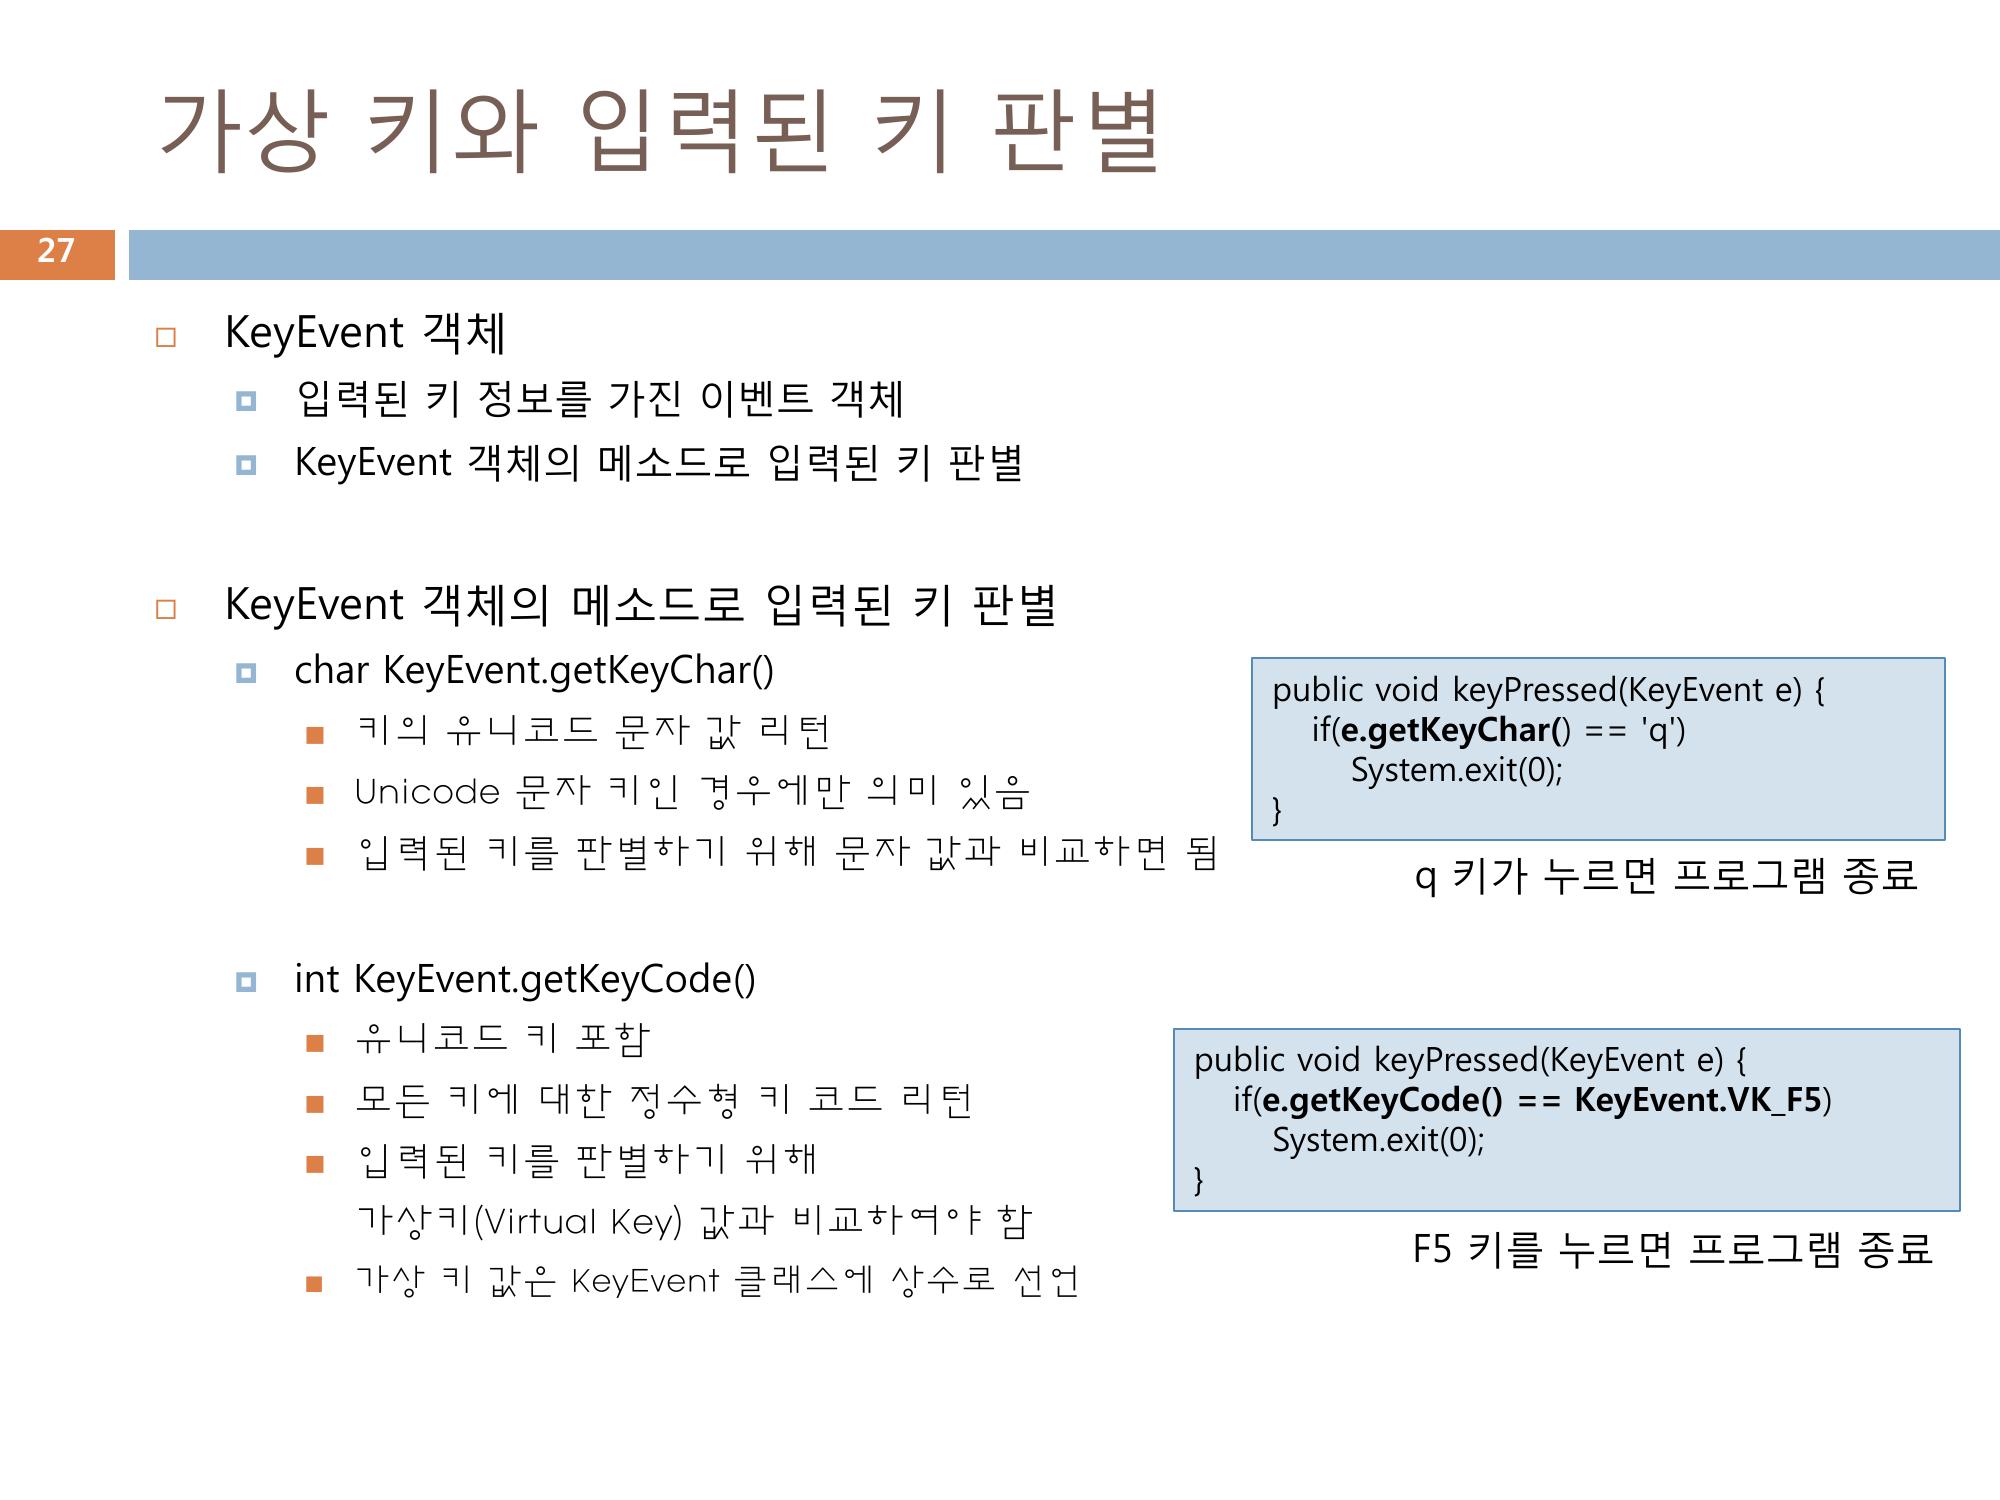 가상 키와 입력된 키 판별
27
KeyEvent 객체
입력된 키 정보를 가진 이벤트 객체
KeyEvent 객체의 메소드로 입력된 키 판별
KeyEvent 객체의 메소드로 입력된 키 판별
char KeyEvent.getKeyChar()
키의 유니코드 문자 값 리턴
Unicode 문자 키인 경우에만 의미 있음
입력된 키를 판별하기 위해 문자 값과 비교하면 됨
public void keyPressed(KeyEvent e) {
if(e.getKeyChar() == 'q')
System.exit(0);
}
q 키가 누르면 프로그램 종료
int KeyEvent.getKeyCode()
유니코드 키 포함
모든 키에 대한 정수형 키 코드 리턴
입력된 키를 판별하기 위해
가상키(Virtual Key) 값과 비교하여야 함
가상 키 값은 KeyEvent 클래스에 상수로 선언
public void keyPressed(KeyEvent e) {
if(e.getKeyCode() == KeyEvent.VK_F5)
System.exit(0);
}
F5 키를 누르면 프로그램 종료